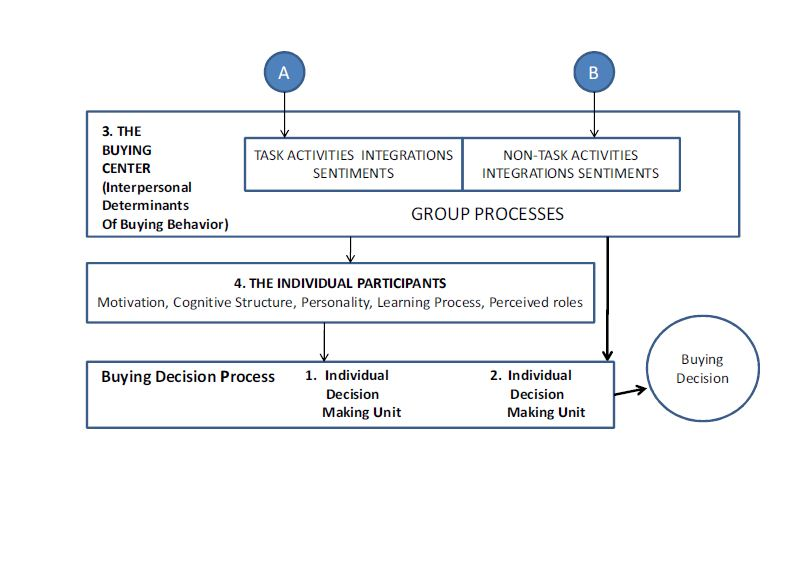 A
B
3. THE
BUYING
CENTER
(Interpersonal
Determinants
Of Buying Behavior)
TASK ACTIVITIES INTEGRATIONS
SENTIMENTS
NON-TASK ACTIVITIES
INTEGRATIONS SENTIMENTS
GROUP PROCESSES
4. THE INDIVIDUAL PARTICIPANTS
Motivation, Cognitive Structure, Personality, Learning Process, Perceived roles
Buying Decision Process
1. Individual
Decision
Making Unit
2. Individual
Decision
Making Unit
Buying
Decision